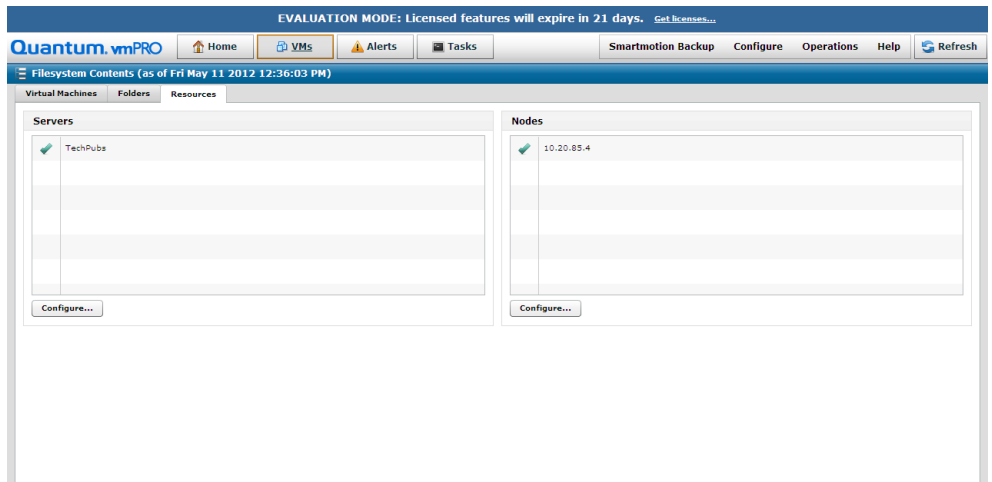 EVALUATION MODE: Licensed features will expire in 21 days. Get licenses...
Quantum. vmPRO Home VMs Alerts Tasks Smartmotion Backup Configure Operations Help Refresh
Filesystem Contents (as of Fri May 11 2012 12:36:03 PM)
Virtual Machines Folders Resources
Servers Nodes
TechPubs 10.20.85.4
Configure... Configure...